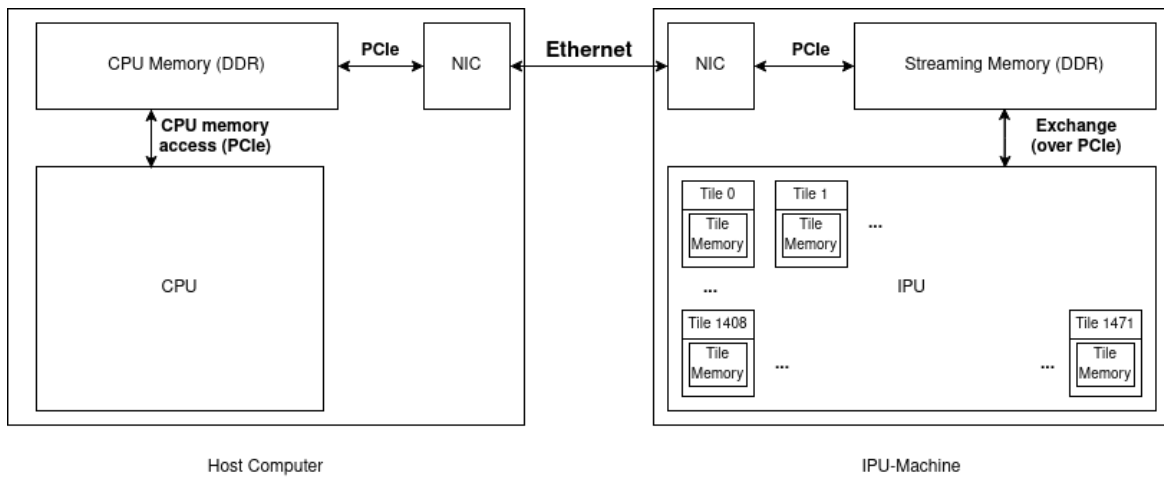 CPU Memory (DDR)
PCIe
NIC
Ethernet
NIC
PCIe
Streaming Memory (DDR)
CPU memory
access (PCIe)
Exchange
(over PCIe)
CPU
Tile 0
Tile
Memory
Tile 1
Tile
Memory
...
...
IPU
Tile 1408
Tile
Memory
...
...
Tile 1471
Tile
Memory
Host Computer
IPU-Machine